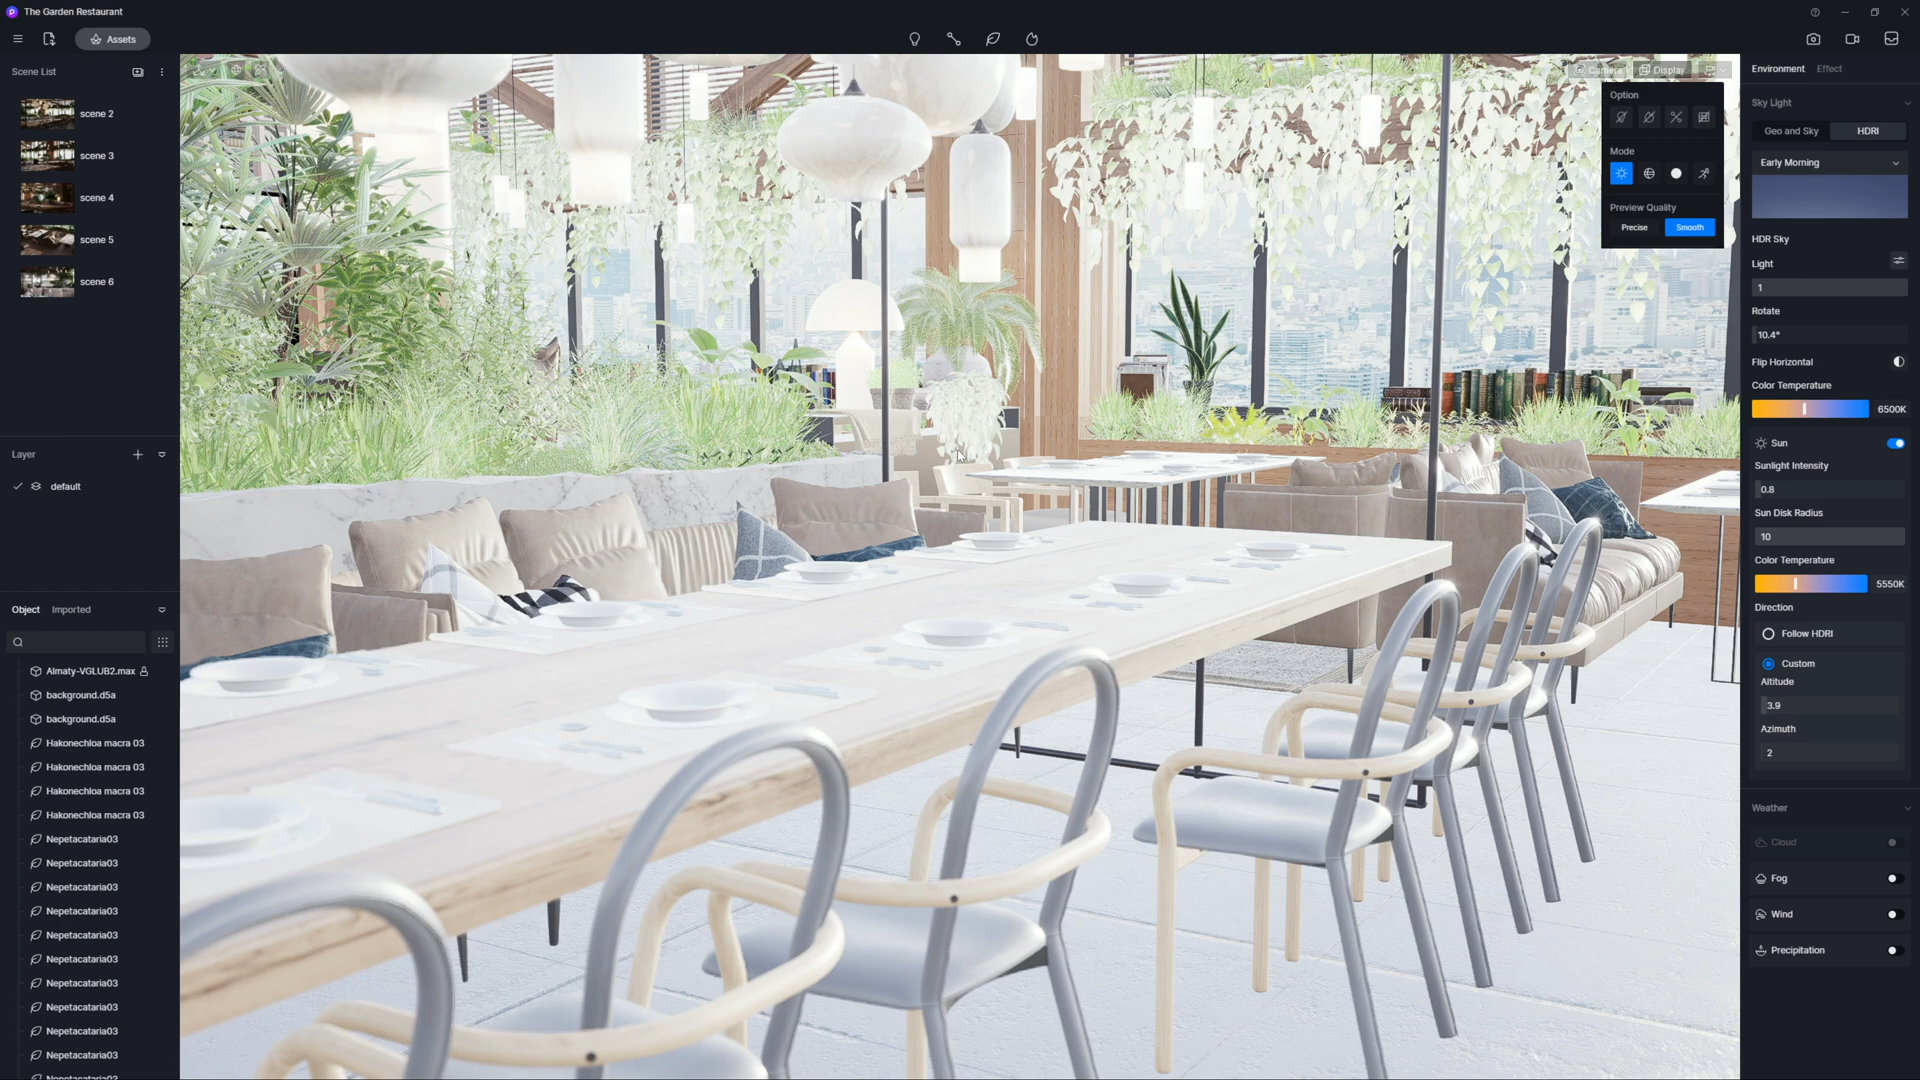 The Garden Restaurant
Assets
Scene List
scene 2
scene 3
scene 4
scene 5
scene 6
Layer
default
Object
Imported
Almaty-VGLUB2.max
background.d5a
background.d5a
Hakonechloa macra 03
Hakonechloa macra 03
Hakonechloa macra 03
Hakonechloa macra 03
Nepetacataria03
Nepetacataria03
Nepetacataria03
Nepetacataria03
Nepetacataria03
Nepetacataria03
Nepetacataria03
Nepetacataria03
Nepetacataria03
Nepetacataria03
Camera
Display
Option
Mode
Preview Quality
Precise
Smooth
Environment
Effect
Sky Light
Geo and Sky
HDRI
Early Morning
HDR Sky
Light
1
Rotate
10.4°
Flip Horizontal
Color Temperature
6500K
Sun
Sunlight Intensity
0.8
Sun Disk Radius
10
Color Temperature
5550K
Direction
Follow HDRI
Custom
Altitude
3.9
Azimuth
2
Weather
Cloud
Fog
Wind
Precipitation